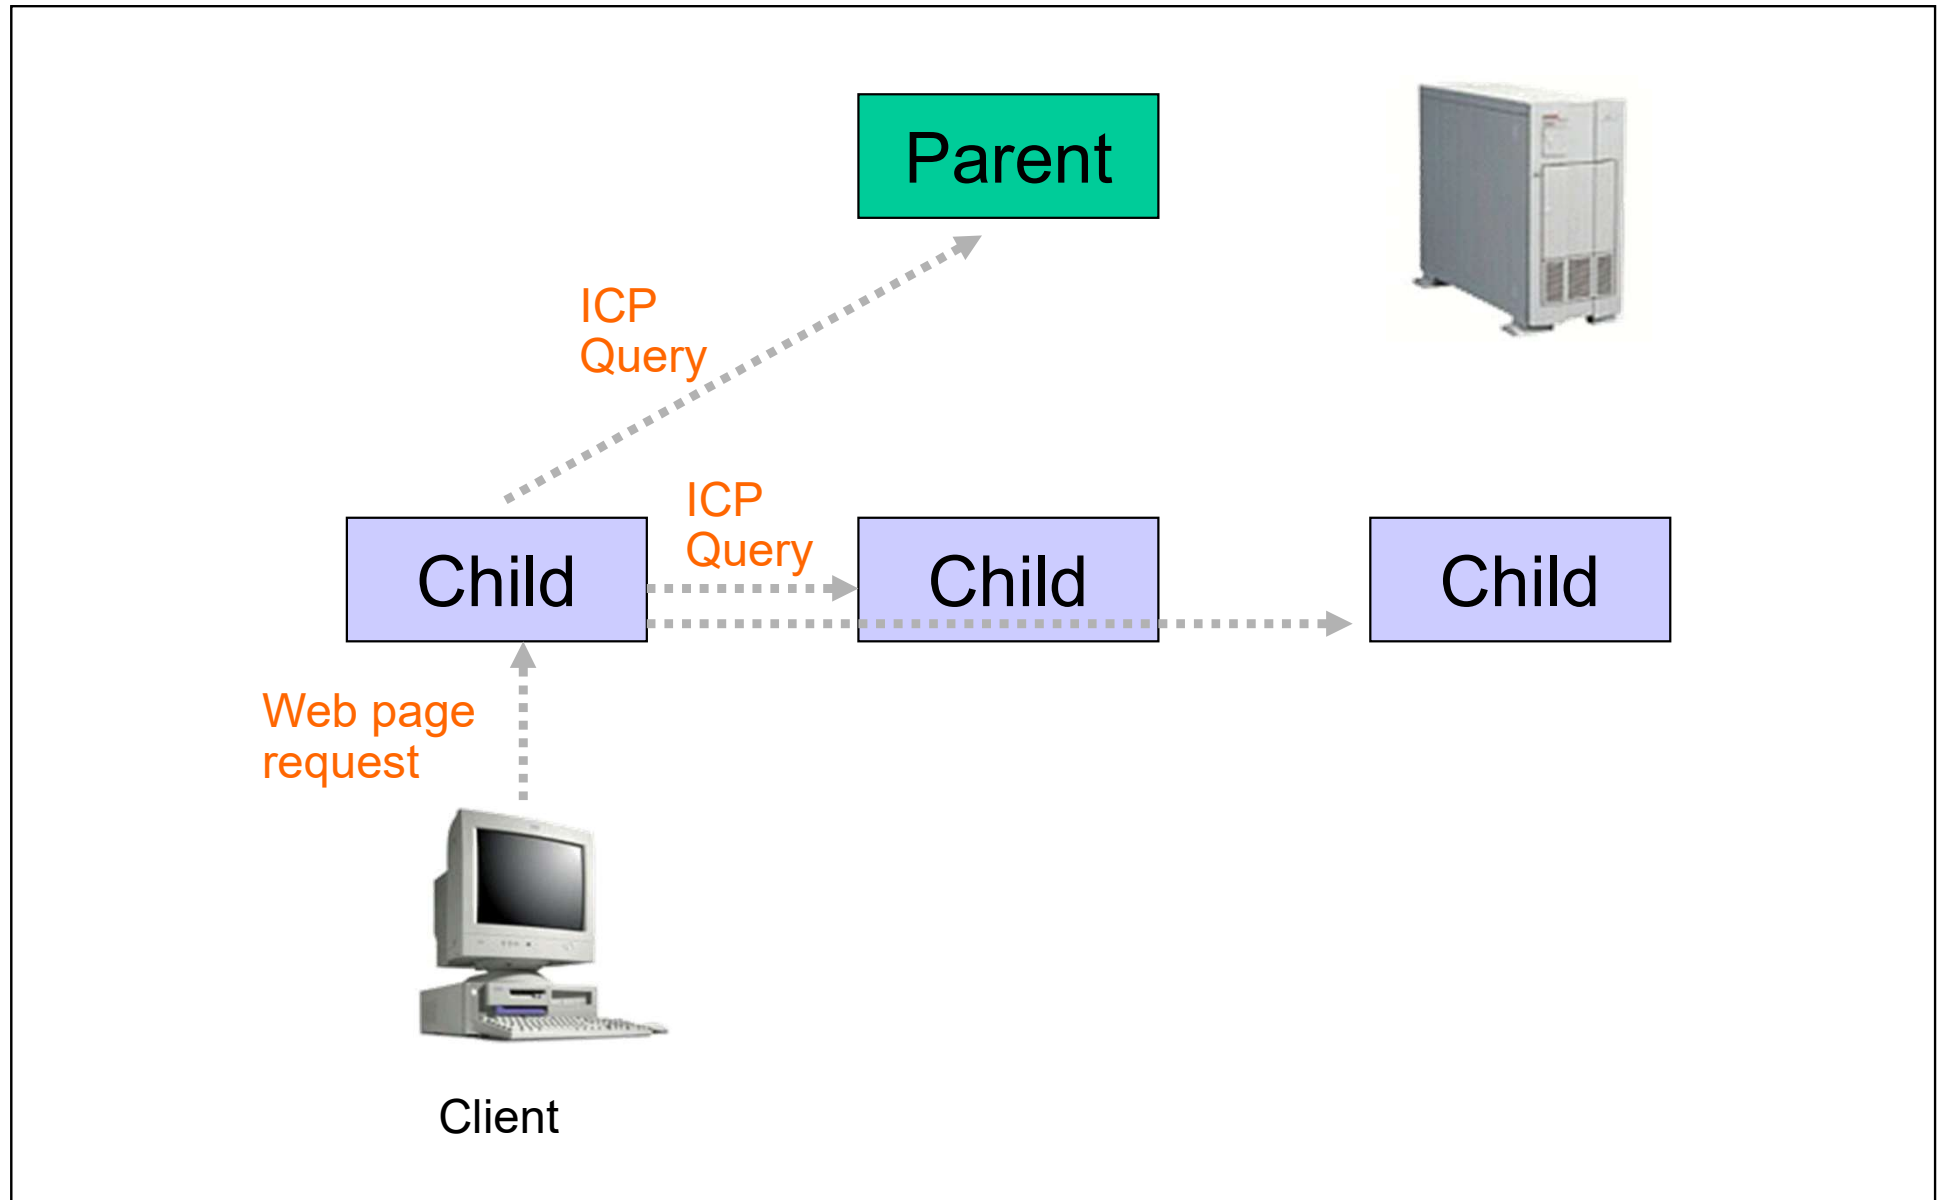 Parent
ICP
Query
ICP
Query
Child
Child
Child
Web page
request
Client